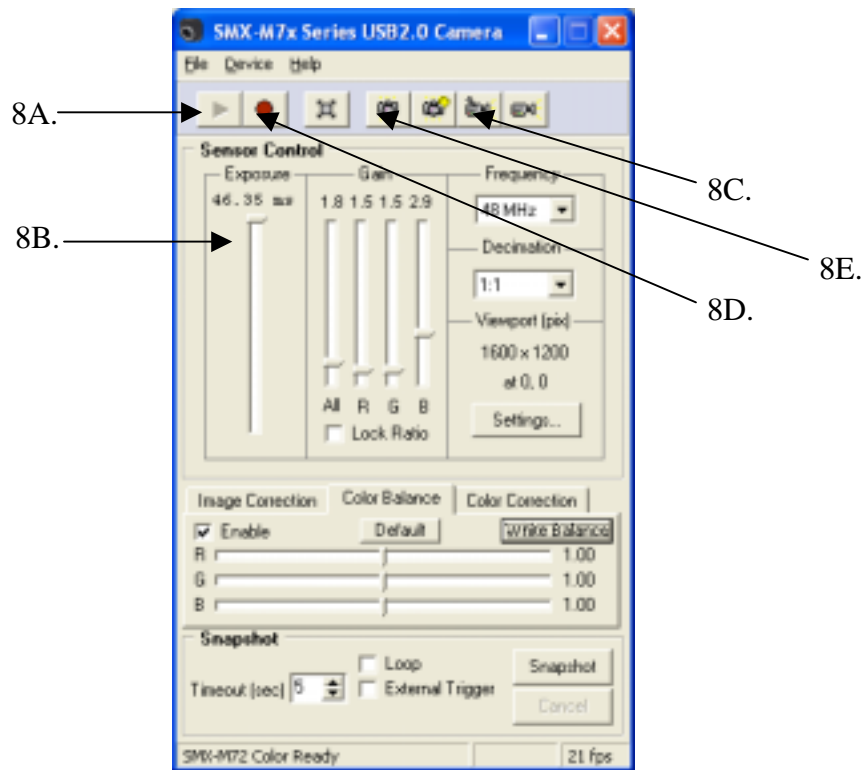 SMX-M7x Series USB2.0 Camera
File Device Help
8A.
Sensor Control
Exposure Gain Frequency
8C.
46.35 ms 1.8 1.5 1.5 2.9
48 MHz
8B.
Decimation
8E.
1:1
8D.
Viewport (pix)
1600 x 1200
at 0, 0
All R G B
Settings...
Lock Ratio
Image Correction Color Balance Color Correction
Enable Default White Balance
R 1.00
G 1.00
B 1.00
Snapshot
Loop Snapshot
Timeout (sec) 5 External Trigger
Cancel
SMX-M72 Color Ready 21 fps